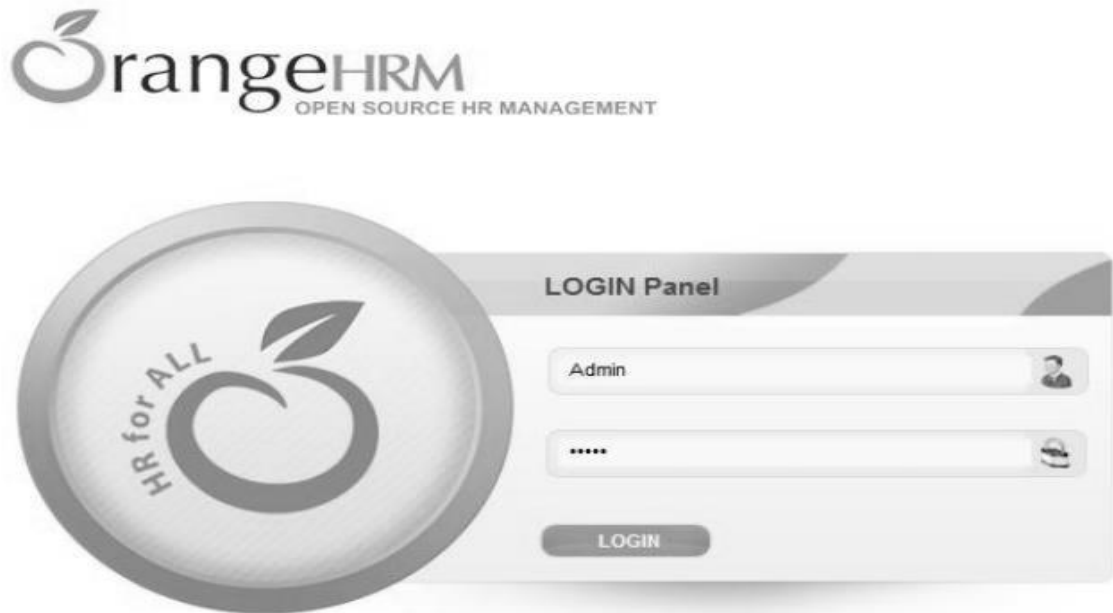 OrangeHRM
OPEN SOURCE HR MANAGEMENT
HR for ALL
LOGIN Panel
Admin
•••••
LOGIN